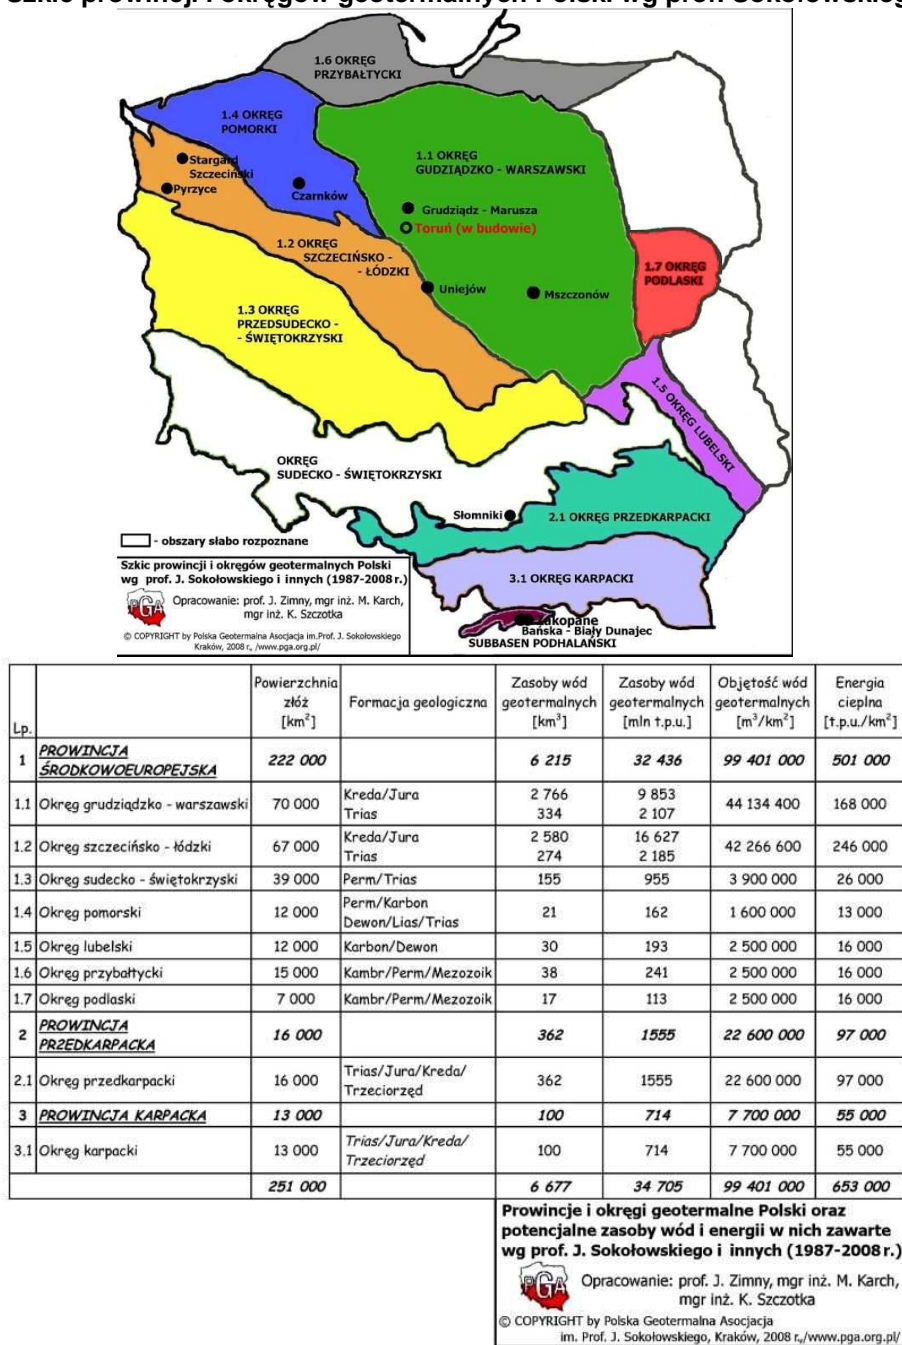 Szkic prowincji i okręgów geotermalnych Polski wg prof. Sokołowskieg
1.6 OKRĘG
PRZYBAŁTYCKI
1.4 OKRĘG
POMORKI
1.1 OKRĘG
GUDZIĄDZKO - WARSZAWSKI
Stargard
Szczeciński
Pyrzyce
Czarnków
Grudziądz - Marusza
Toruń (w budowie)
1.2 OKRĘG
SZCZECIŃSKO -
- ŁÓDZKI
1.7 OKRĘG
PODLASKI
Uniejów
Mszczonów
1.3 OKRĘG
PRZEDSUDECKO -
- ŚWIĘTOKRZYSKI
1.5 OKRĘG LUBELSKI
OKRĘG
SUDECKO - ŚWIĘTOKRZYSKI
Słomniki
2.1 OKRĘG PRZEDKARPACKI
- obszary słabo rozpoznane
3.1 OKRĘG KARPACKI
Zakopane
Bańska - Biały Dunajec
SUBBASEN PODHALAŃSKI
Szkic prowincji i okręgów geotermalnych Polski
wg prof. J. Sokołowskiego i innych (1987-2008 r.)
PGA
Opracowanie: prof. J. Zimny, mgr inż. M. Karch,
mgr inż. K. Szczotka
© COPYRIGHT by Polska Geotermalna Asocjacja im.Prof. J. Sokołowskiego
Kraków, 2008 r., /www.pga.org.pl/
Lp. Powierzchnia złóż [km²] Formacja geologiczna Zasoby wód geotermalnych [km³] Zasoby wód geotermalnych [mln t.p.u.] Objętość wód geotermalnych [m³/km²] Energia cieplna [t.p.u./km²]
1 PROWINCJA ŚRODKOWOEUROPEJSKA 222 000 6 215 32 436 99 401 000 501 000
1.1 Okręg grudziądzko - warszawski 70 000 Kreda/Jura 2 766 9 853 44 134 400 168 000
Trias 334 2 107
1.2 Okręg szczecińsko - łódzki 67 000 Kreda/Jura 2 580 16 627 42 266 600 246 000
Trias 274 2 185
1.3 Okręg sudecko - świętokrzyski 39 000 Perm/Trias 155 955 3 900 000 26 000
1.4 Okręg pomorski 12 000 Perm/Karbon Dewon/Lias/Trias 21 162 1 600 000 13 000
1.5 Okręg lubelski 12 000 Karbon/Dewon 30 193 2 500 000 16 000
1.6 Okręg przybałtycki 15 000 Kambr/Perm/Mezozoik 38 241 2 500 000 16 000
1.7 Okręg podlaski 7 000 Kambr/Perm/Mezozoik 17 113 2 500 000 16 000
2 PROWINCJA PRZEDKARPACKA 16 000 362 1555 22 600 000 97 000
2.1 Okręg przedkarpacki 16 000 Trias/Jura/Kreda/ Trzeciorzęd 362 1555 22 600 000 97 000
3 PROWINCJA KARPACKA 13 000 100 714 7 700 000 55 000
3.1 Okręg karpacki 13 000 Trias/Jura/Kreda/ Trzeciorzęd 100 714 7 700 000 55 000
251 000 6 677 34 705 99 401 000 653 000
Prowincje i okręgi geotermalne Polski oraz
potencjalne zasoby wód i energii w nich zawarte
wg prof. J. Sokołowskiego i innych (1987-2008 r.)
PGA
Opracowanie: prof. J. Zimny, mgr inż. M. Karch,
mgr inż. K. Szczotka
© COPYRIGHT by Polska Geotermalna Asocjacja
im. Prof. J. Sokołowskiego, Kraków, 2008 r.,/www.pga.org.pl/